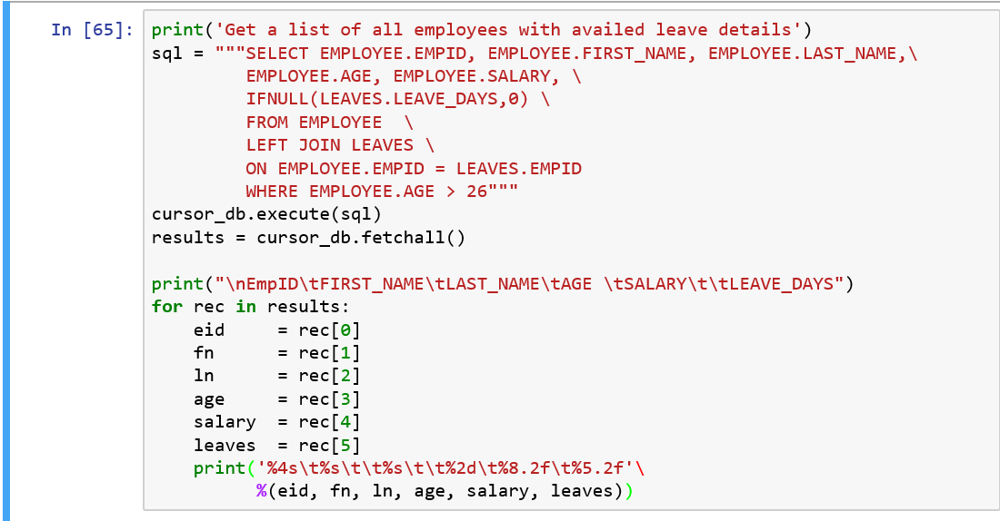 In [65]: print('Get a list of all employees with availed leave details')
sql = """SELECT EMPLOYEE.EMPID, EMPLOYEE.FIRST_NAME, EMPLOYEE.LAST_NAME,\
         EMPLOYEE.AGE, EMPLOYEE.SALARY, \
         IFNULL(LEAVES.LEAVE_DAYS,0) \
         FROM EMPLOYEE  \
         LEFT JOIN LEAVES \
         ON EMPLOYEE.EMPID = LEAVES.EMPID
         WHERE EMPLOYEE.AGE > 26"""
cursor_db.execute(sql)
results = cursor_db.fetchall()
print("\nEmpID\tFIRST_NAME\tLAST_NAME\tAGE \tSALARY\t\tLEAVE_DAYS")
for rec in results:
    eid     = rec[0]
    fn      = rec[1]
    ln      = rec[2]
    age     = rec[3]
    salary  = rec[4]
    leaves  = rec[5]
    print('%4s\t%s\t\t%s\t\t%2d\t%8.2f\t%5.2f'\
          %(eid, fn, ln, age, salary, leaves))